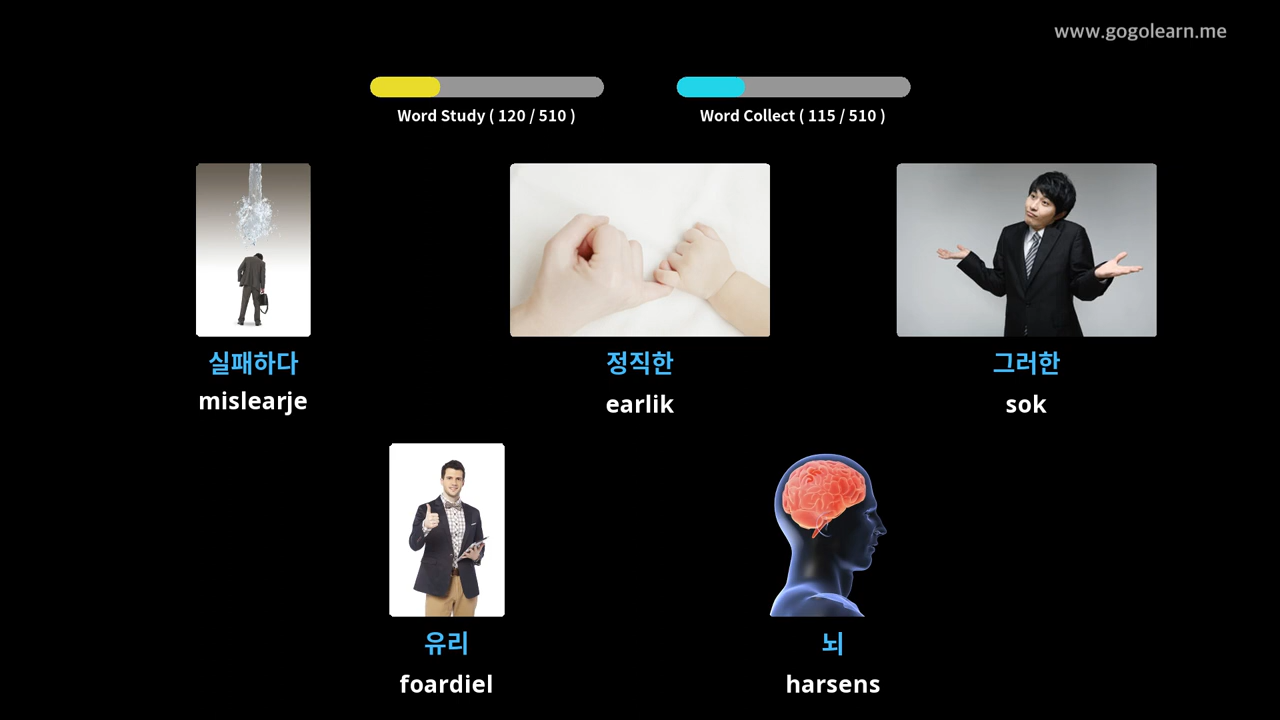 www.gogolearn.me
Word Study ( 120 / 510 )
Word Collect ( 115 / 510 )
실패하다
mislearje
정직한
earlik
그러한
sok
유리
foardiel
뇌
harsens